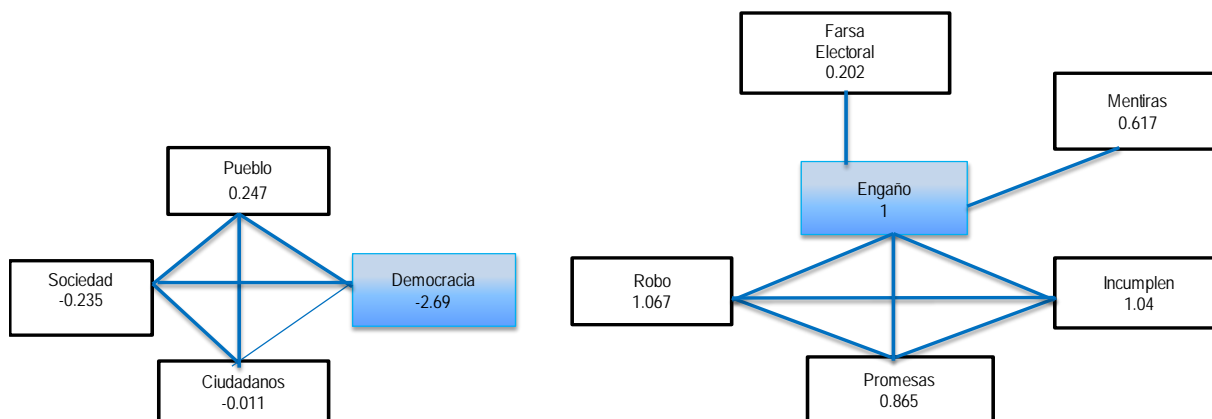 Pueblo
0.247
Sociedad
-0.235
Democracia
-2.69
Ciudadanos
-0.011
Farsa
Electoral
0.202
Mentiras
0.617
Engaño
1
Robo
1.067
Incumplen
1.04
Promesas
0.865